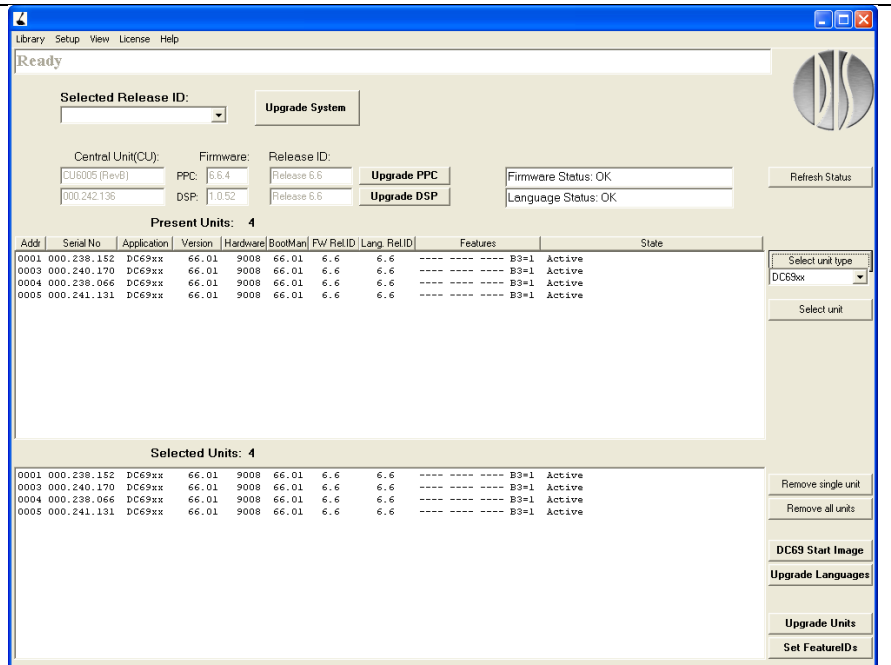 Library Setup View License Help
Ready
Selected Release ID:
Upgrade System
DIS
Central Unit(CU): Firmware: Release ID:
CU6005 (RevB) PPC: 6.6.4 Release 6.6 Upgrade PPC Firmware Status: OK Refresh Status
000.242.136 DSP: 1.0.52 Release 6.6 Upgrade DSP Language Status: OK
Present Units: 4
Addr Serial No Application Version Hardware BootMan FW Rel.ID Lang. Rel.ID Features State
0001 000.238.152 DC69xx 66.01 9008 66.01 6.6 6.6 ---- ---- ---- B3=1 Active
0003 000.240.170 DC69xx 66.01 9008 66.01 6.6 6.6 ---- ---- ---- B3=1 Active
0004 000.238.066 DC69xx 66.01 9008 66.01 6.6 6.6 ---- ---- ---- B3=1 Active
0005 000.241.131 DC69xx 66.01 9008 66.01 6.6 6.6 ---- ---- ---- B3=1 Active
Select unit type
DC69xx
Select unit
Selected Units: 4
0001 000.238.152 DC69xx 66.01 9008 66.01 6.6 6.6 ---- ---- ---- B3=1 Active
0003 000.240.170 DC69xx 66.01 9008 66.01 6.6 6.6 ---- ---- ---- B3=1 Active
0004 000.238.066 DC69xx 66.01 9008 66.01 6.6 6.6 ---- ---- ---- B3=1 Active
0005 000.241.131 DC69xx 66.01 9008 66.01 6.6 6.6 ---- ---- ---- B3=1 Active
Remove single unit
Remove all units
DC69 Start Image
Upgrade Languages
Upgrade Units
Set FeatureIDs